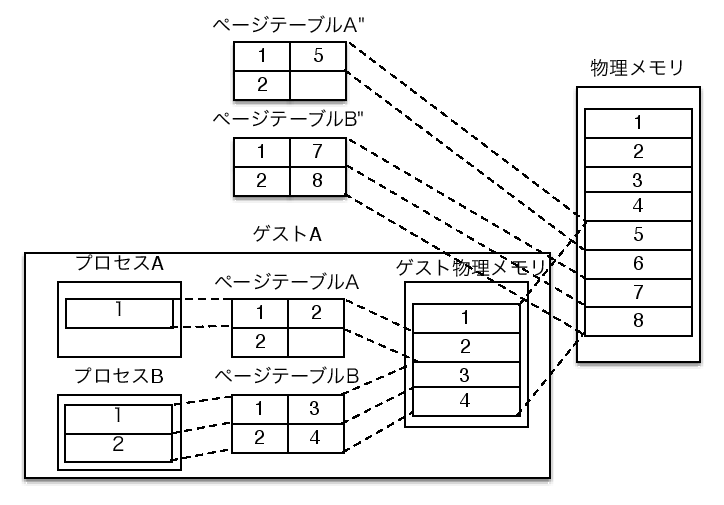 ページテーブルA"
1 5
2
ページテーブルB"
1 7
2 8
物理メモリ
1
2
3
4
5
6
7
8
ゲストA
プロセスA
1
ページテーブルA
1 2
2
プロセスB
1
2
ページテーブルB
1 3
2 4
ゲスト物理メモリ
1
2
3
4